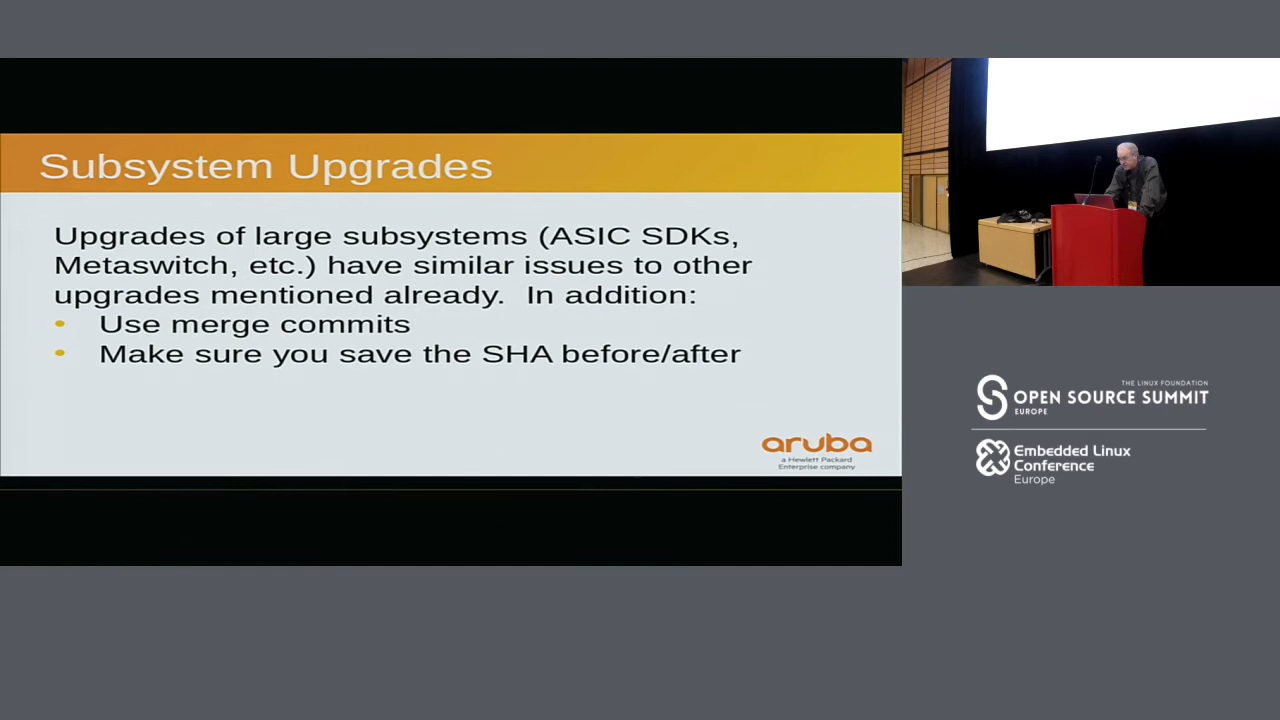 Subsystem Upgrades
Upgrades of large subsystems (ASIC SDKs,
Metaswitch, etc.) have similar issues to other
upgrades mentioned already.  In addition:
• Use merge commits
• Make sure you save the SHA before/after
aruba
a Hewlett Packard
Enterprise company
THE LINUX FOUNDATION
OPEN SOURCE SUMMIT
EUROPE
Embedded Linux
Conference
Europe